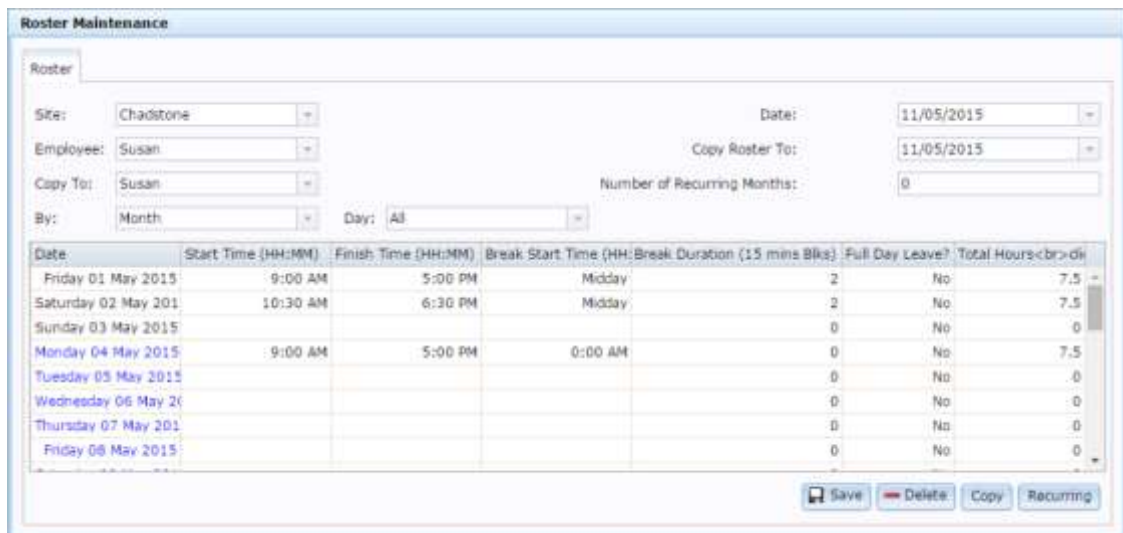 Roster Maintenance
Roster
Site: Chadstone Date: 11/05/2015
Employee: Susan Copy Roster To: 11/05/2015
Copy To: Susan Number of Recurring Months: 0
By: Month Day: All
Date Start Time (HH:MM) Finish Time (HH:MM) Break Start Time (HH: Break Duration (15 mins Blks) Full Day Leave? Total Hours<br>di
Friday 01 May 2015 9:00 AM 5:00 PM Midday 2 No 7.5
Saturday 02 May 201 10:30 AM 6:30 PM Midday 2 No 7.5
Sunday 03 May 2015 0 No 0
Monday 04 May 2015 9:00 AM 5:00 PM 0:00 AM 0 No 7.5
Tuesday 05 May 2015 0 No 0
Wednesday 06 May 20 0 No 0
Thursday 07 May 201 0 No 0
Friday 08 May 2015 0 No 0
Save Delete Copy Recurring